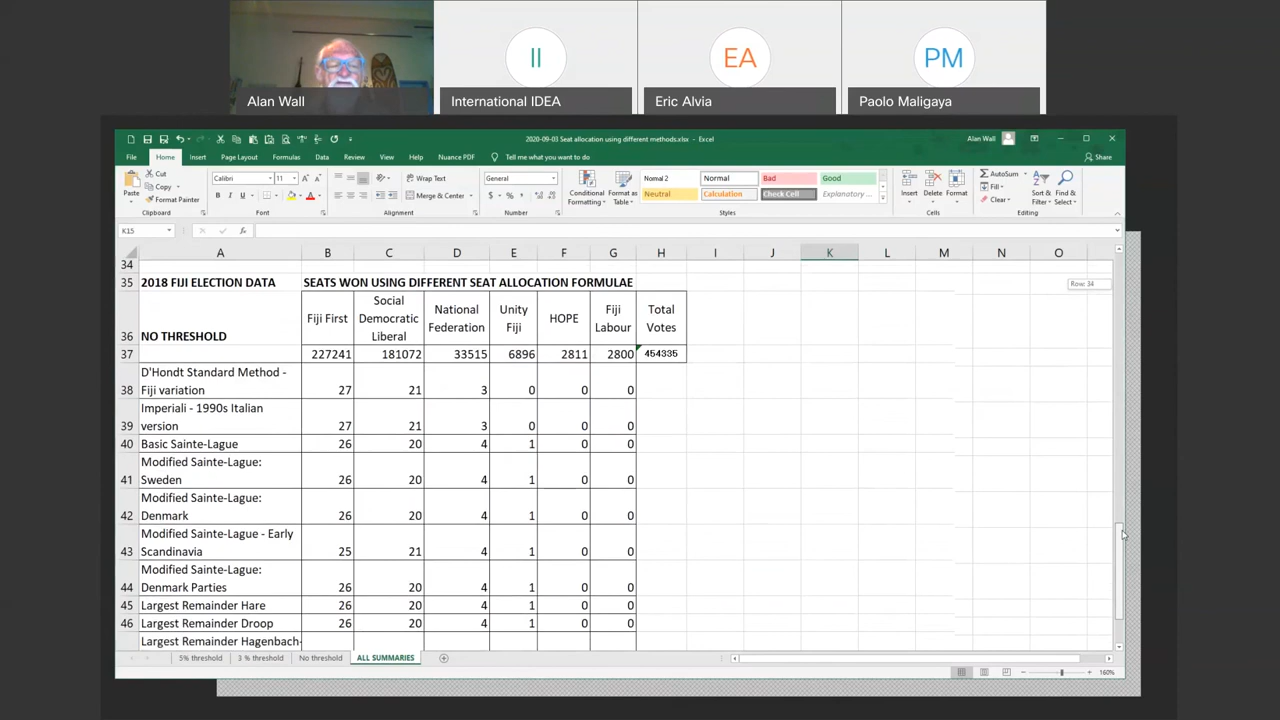 II
EA
PM
Alan Wall
International IDEA
Eric Alvia
Paolo Maligaya
2020-09-03 Seat allocation using different methods.xlsx - Excel
Alan Wall
File Home Insert Page Layout Formulas Data Review View Help Nuance PDF Tell me what you want to do Share
Paste
Cut
Copy
Format Painter
Clipboard
Calibri 11
B I U
Font
Wrap Text
Merge & Center
Alignment
General
$ % ,
Number
Conditional Formatting
Format as Table
Normal 2 Normal Bad Good
Neutral Calculation Check Cell Explanatory ...
Styles
Insert Delete Format
Cells
AutoSum
Fill
Clear
Sort & Filter
Find & Select
Editing
K15
A B C D E F G H I J K L M N O
34
35 2018 FIJI ELECTION DATA SEATS WON USING DIFFERENT SEAT ALLOCATION FORMULAE
Row: 34
36 NO THRESHOLD Fiji First Social Democratic Liberal National Federation Unity Fiji HOPE Fiji Labour Total Votes
37 227241 181072 33515 6896 2811 2800 454335
38 D'Hondt Standard Method - Fiji variation 27 21 3 0 0 0
39 Imperiali - 1990s Italian version 27 21 3 0 0 0
40 Basic Sainte-Lague 26 20 4 1 0 0
41 Modified Sainte-Lague: Sweden 26 20 4 1 0 0
42 Modified Sainte-Lague: Denmark 26 20 4 1 0 0
43 Modified Sainte-Lague - Early Scandinavia 25 21 4 1 0 0
44 Modified Sainte-Lague: Denmark Parties 26 20 4 1 0 0
45 Largest Remainder Hare 26 20 4 1 0 0
46 Largest Remainder Droop 26 20 4 1 0 0
Largest Remainder Hagenbach-
5% threshold 3 % threshold No threshold ALL SUMMARIES
160%